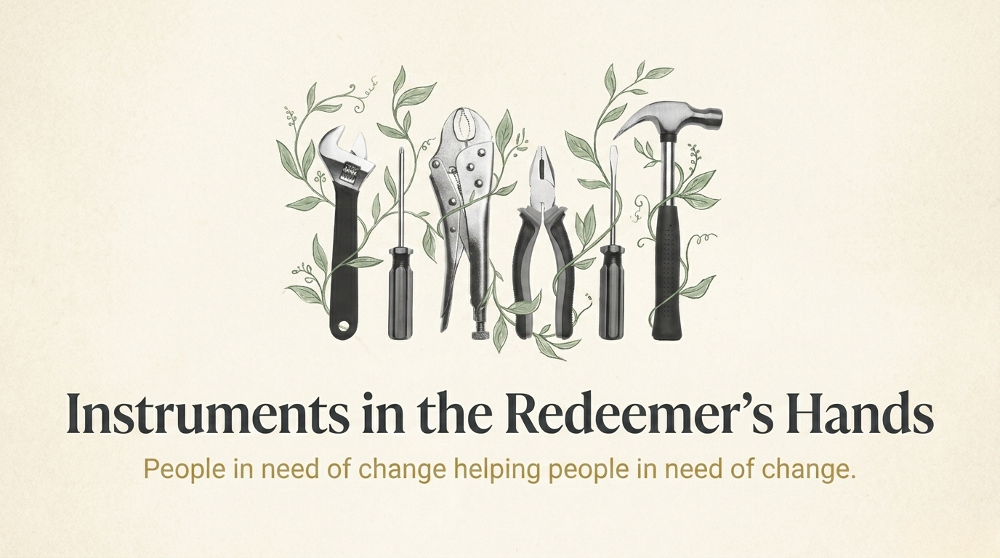 Instruments in the Redeemer’s Hands
People in need of change helping people in need of change.